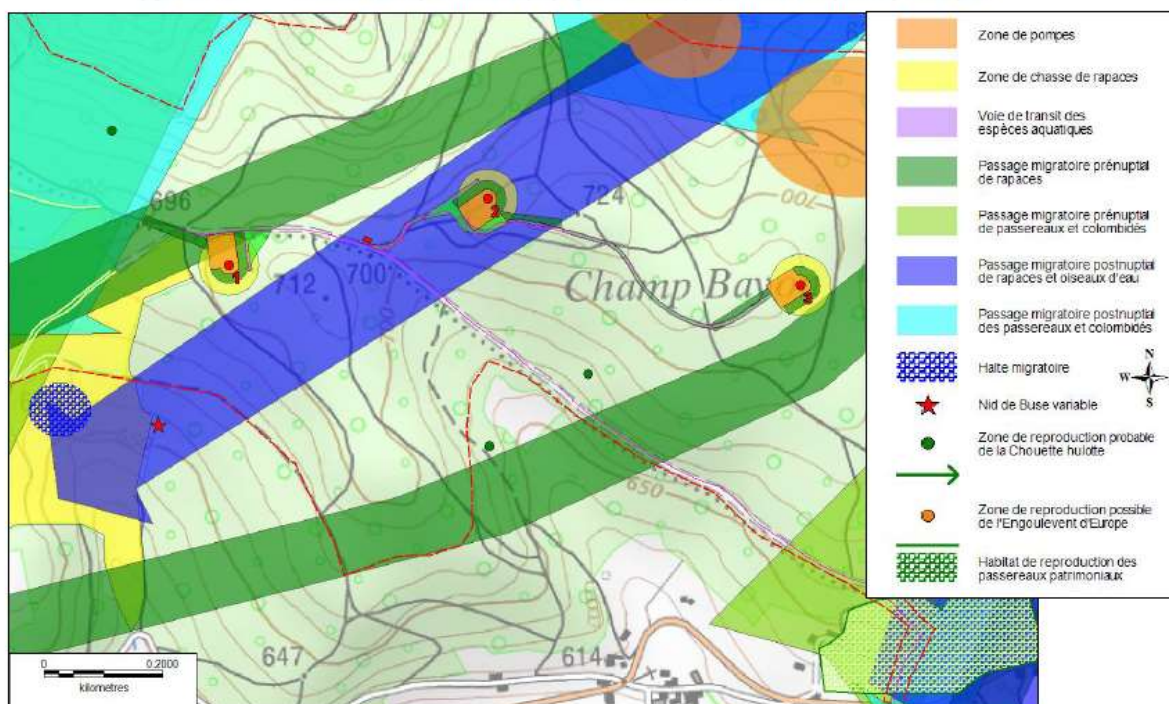 Zone de pompes
Zone de chasse de rapaces
Voie de transit des
espèces aquatiques
Passage migratoire prénuptial
de rapaces
Passage migratoire prénuptial
de passereaux et colombidés
Passage migratoire postnuptial
de rapaces et oiseaux d'eau
Passage migratoire postnuptial
des passereaux et colombidés
Halte migratoire
N
W E
S
Nid de Buse variable
Zone de reproduction probable
de la Chouette hulotte
Zone de reproduction possible
de l'Engoulevent d'Europe
Habitat de reproduction des
passereaux patrimoniaux
696
724
700
2
1
712
700
Champ
3
650
647
614
0 0.2000
kilometres